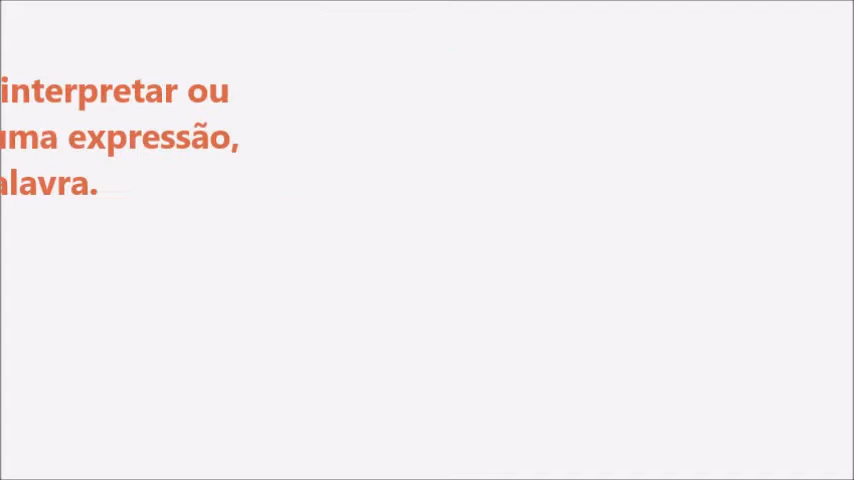 interpretar ou
uma expressão,
alavra.